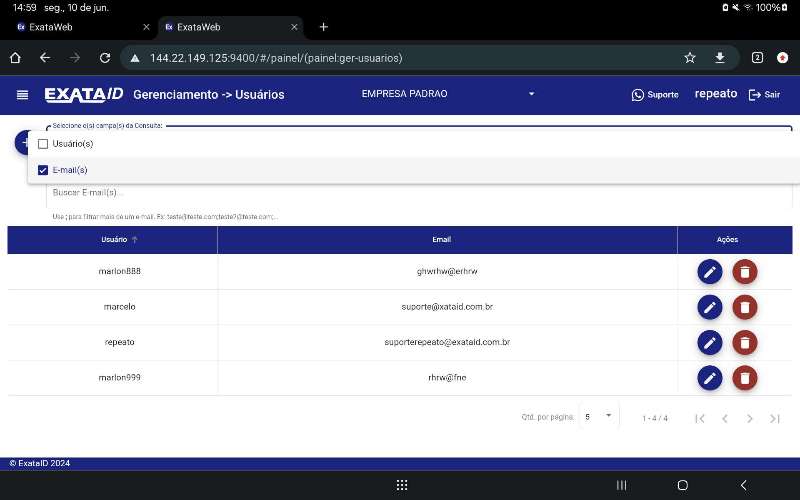 14:59 seg., 10 de jun. 100%
Ex ExataWeb
Ex ExataWeb
144.22.149.125:9400/#/painel/(painel:ger-usuarios)
2
EXATAID Gerenciamento -> Usuários EMPRESA PADRAO Suporte repeato Sair
Selecione o(s) campo(s) da Consulta:
Usuário(s)
E-mail(s)
Buscar E-mail(s)...
Use ; para filtrar mais de um e-mail. Ex: teste@teste.com;teste2@teste.com;...
Usuário Email Ações
marlon888 ghwrhw@erhrw
marcelo suporte@xataid.com.br
repeato suporterepeato@exataid.com.br
marlon999 rhrw@fne
Qtd. por página: 5 1 - 4 / 4
© ExataID 2024